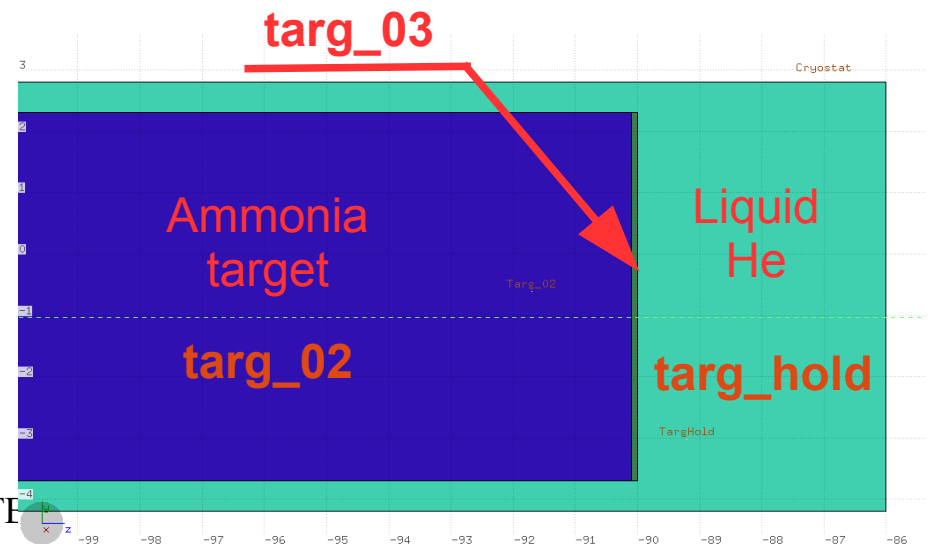 targ_03
3
Cryostat
2
1
Ammonia
target
Liquid
He
0
Targ_02
-1
targ_02
targ_hold
-2
-3
TargHold
-4
y
x
z
-99
-98
-97
-96
-95
-94
-93
-92
-91
-90
-89
-88
-87
-86